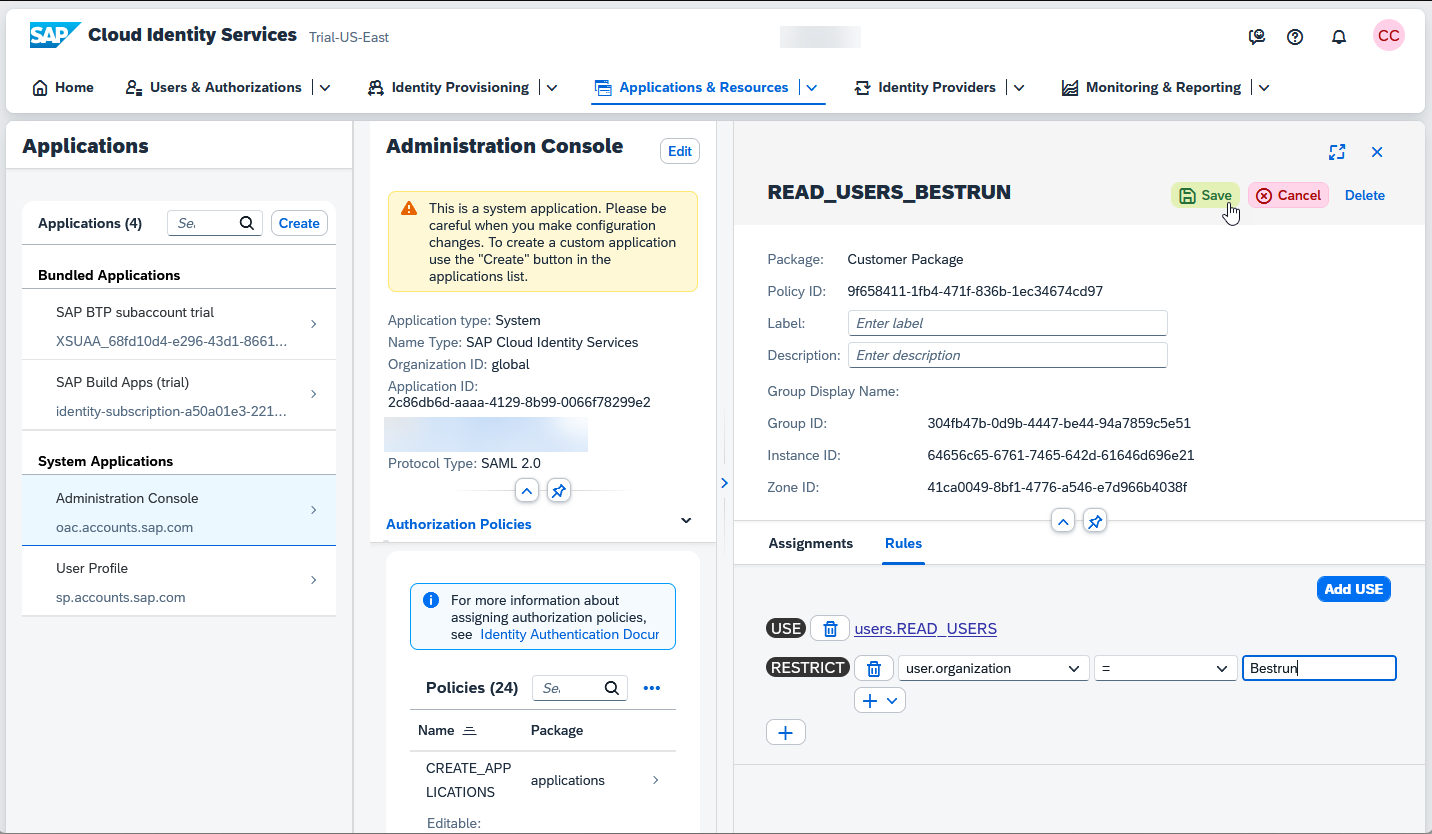 SAP Cloud Identity Services Trial-US-East
CC
Home
Users & Authorizations
Identity Provisioning
Applications & Resources
Identity Providers
Monitoring & Reporting
Applications
Applications (4)
Se
Create
Bundled Applications
SAP BTP subaccount trial
XSUAA_68fd10d4-e296-43d1-8661...
SAP Build Apps (trial)
identity-subscription-a50a01e3-221...
System Applications
Administration Console
oac.accounts.sap.com
User Profile
sp.accounts.sap.com
Administration Console
Edit
This is a system application. Please be
careful when you make configuration
changes. To create a custom application
use the "Create" button in the
applications list.
Application type: System
Name Type: SAP Cloud Identity Services
Organization ID: global
Application ID:
2c86db6d-aaaa-4129-8b99-0066f78299e2
Protocol Type: SAML 2.0
Authorization Policies
For more information about
assigning authorization policies,
see Identity Authentication Docur
Policies (24)
Se
Name
Package
CREATE_APP
LICATIONS
applications
Editable:
READ_USERS_BESTRUN
Save
Cancel
Delete
Package: Customer Package
Policy ID: 9f658411-1fb4-471f-836b-1ec34674cd97
Label: Enter label
Description: Enter description
Group Display Name:
Group ID: 304fb47b-0d9b-4447-be44-94a7859c5e51
Instance ID: 64656c65-6761-7465-642d-61646d696e21
Zone ID: 41ca0049-8bf1-4776-a546-e7d966b4038f
Assignments
Rules
Add USE
USE users.READ_USERS
RESTRICT user.organization = Bestrun